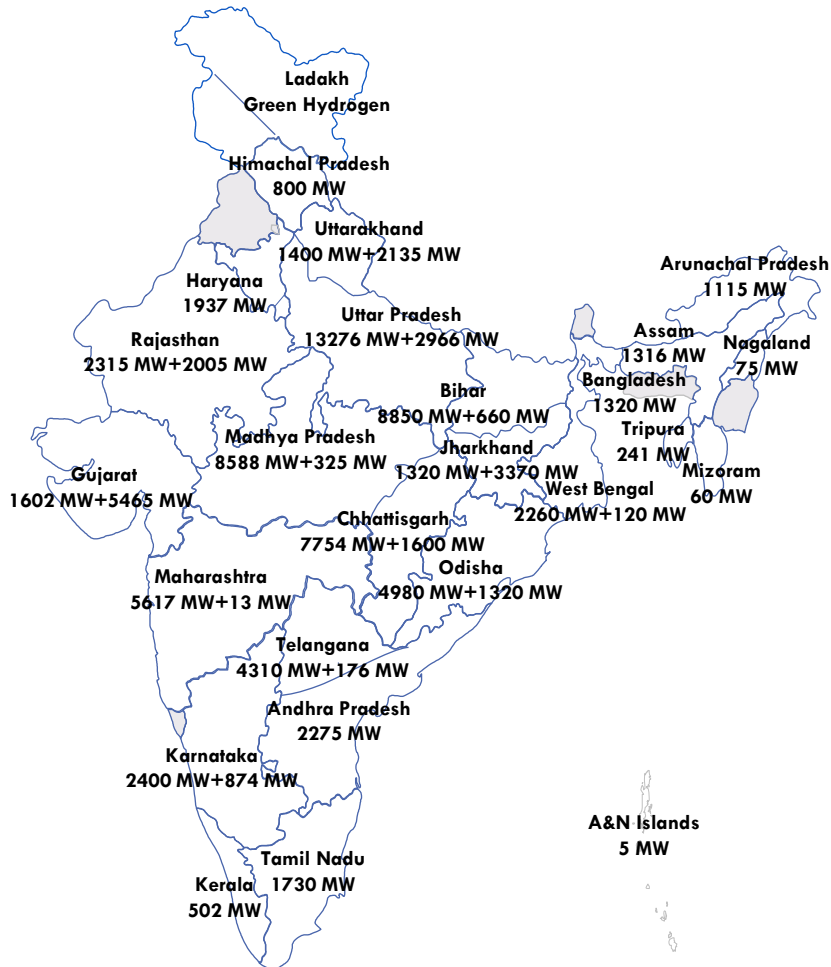 Ladakh
Green Hydrogen
Himachal Pradesh
800 MW
Uttarakhand
1400 MW+2135 MW
Haryana
1937 MW
Arunachal Pradesh
1115 MW
Uttar Pradesh
13276 MW+2966 MW
Rajasthan
2315 MW+2005 MW
Assam
1316 MW
Nagaland
75 MW
Bangladesh
1320 MW
Bihar
8850 MW+660 MW
Tripura
241 MW
Madhya Pradesh
8588 MW+325 MW
Jharkhand
1320 MW+3370 MW
Mizoram
60 MW
Gujarat
1602 MW+5465 MW
West Bengal
2260 MW+120 MW
Chhattisgarh
7754 MW+1600 MW
Odisha
4980 MW+1320 MW
Maharashtra
5617 MW+13 MW
Telangana
4310 MW+176 MW
Andhra Pradesh
2275 MW
Karnataka
2400 MW+874 MW
A&N Islands
5 MW
Tamil Nadu
1730 MW
Kerala
502 MW